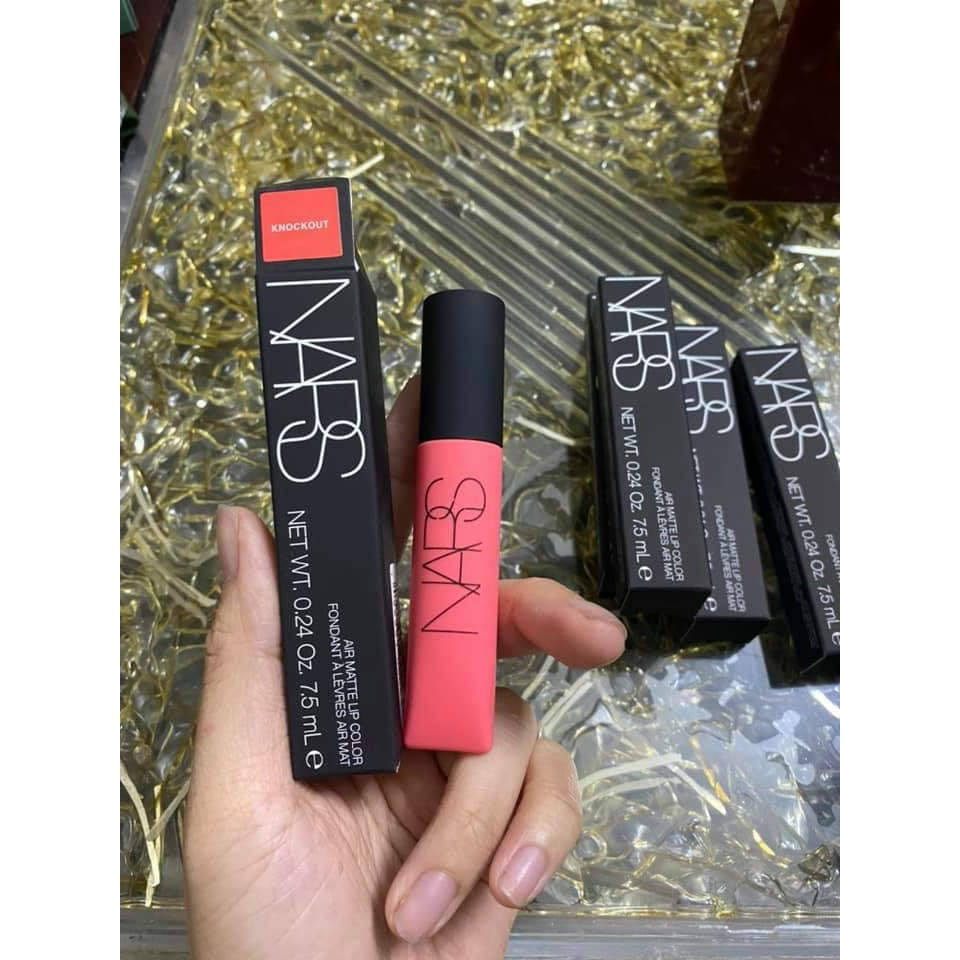 KNOCKOUT
NARS
NET WT. 0.24 Oz. 7.5 mL e
AIR MATTE LIP COLOR
FONDANT À LÈVRES AIR MAT
NARS
NARS
NET WT. 0.24 Oz. 7.5 mL e
AIR MATTE LIP COLOR
FONDANT À LÈVRES AIR MAT
NARS
AIR MATTE LIP COLOR
FONDANT À LÈVRES AIR MAT
NARS
NET WT. 0.24 Oz. 7.5 mL e